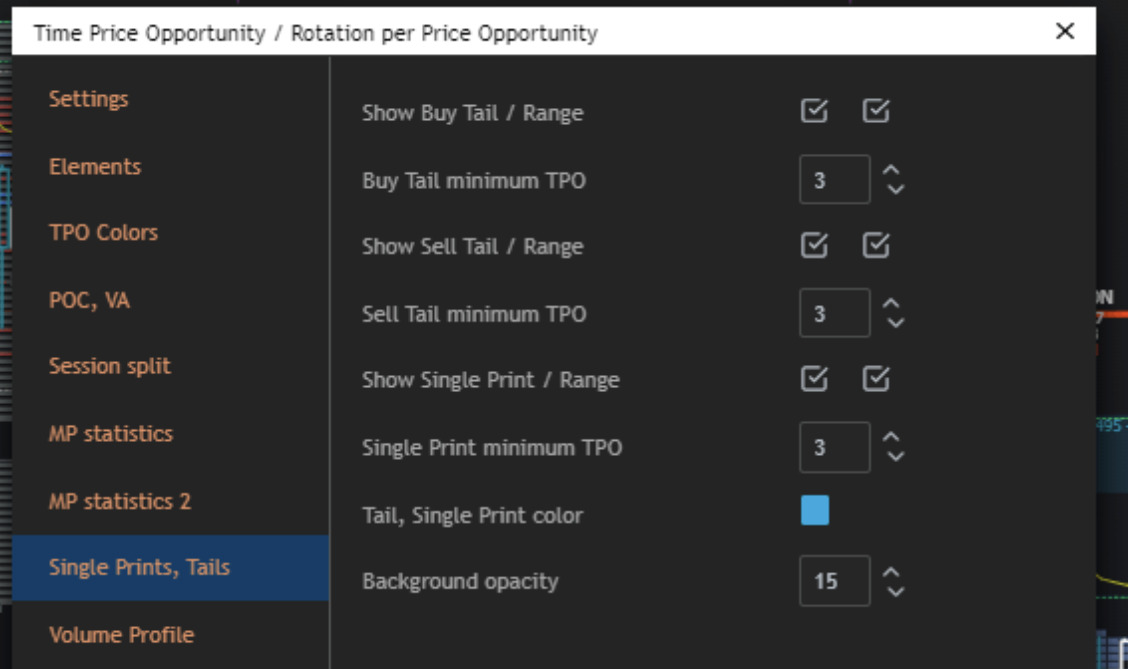 Time Price Opportunity / Rotation per Price Opportunity
Settings
Elements
TPO Colors
POC, VA
Session split
MP statistics
MP statistics 2
Single Prints, Tails
Volume Profile
Show Buy Tail / Range
Buy Tail minimum TPO
3
Show Sell Tail / Range
Sell Tail minimum TPO
3
Show Single Print / Range
Single Print minimum TPO
3
Tail, Single Print color
Background opacity
15
ON
7
495